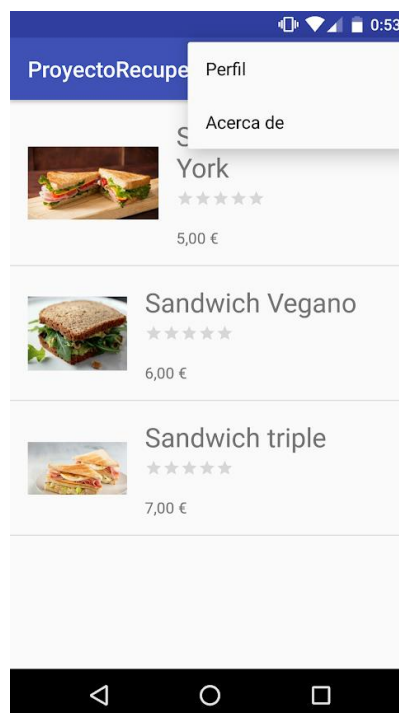 0:53
ProyectoRecupe
Perfil
Acerca de
S
York
5,00 €
Sandwich Vegano
6,00 €
Sandwich triple
7,00 €